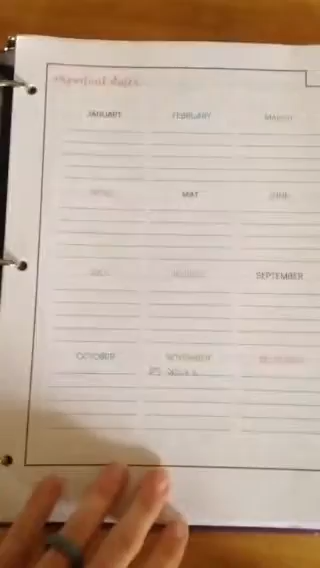 important dates
JANUARY FEBRUARY MARCH
APRIL MAY JUNE
JULY AUGUST SEPTEMBER
OCTOBER NOVEMBER DECEMBER